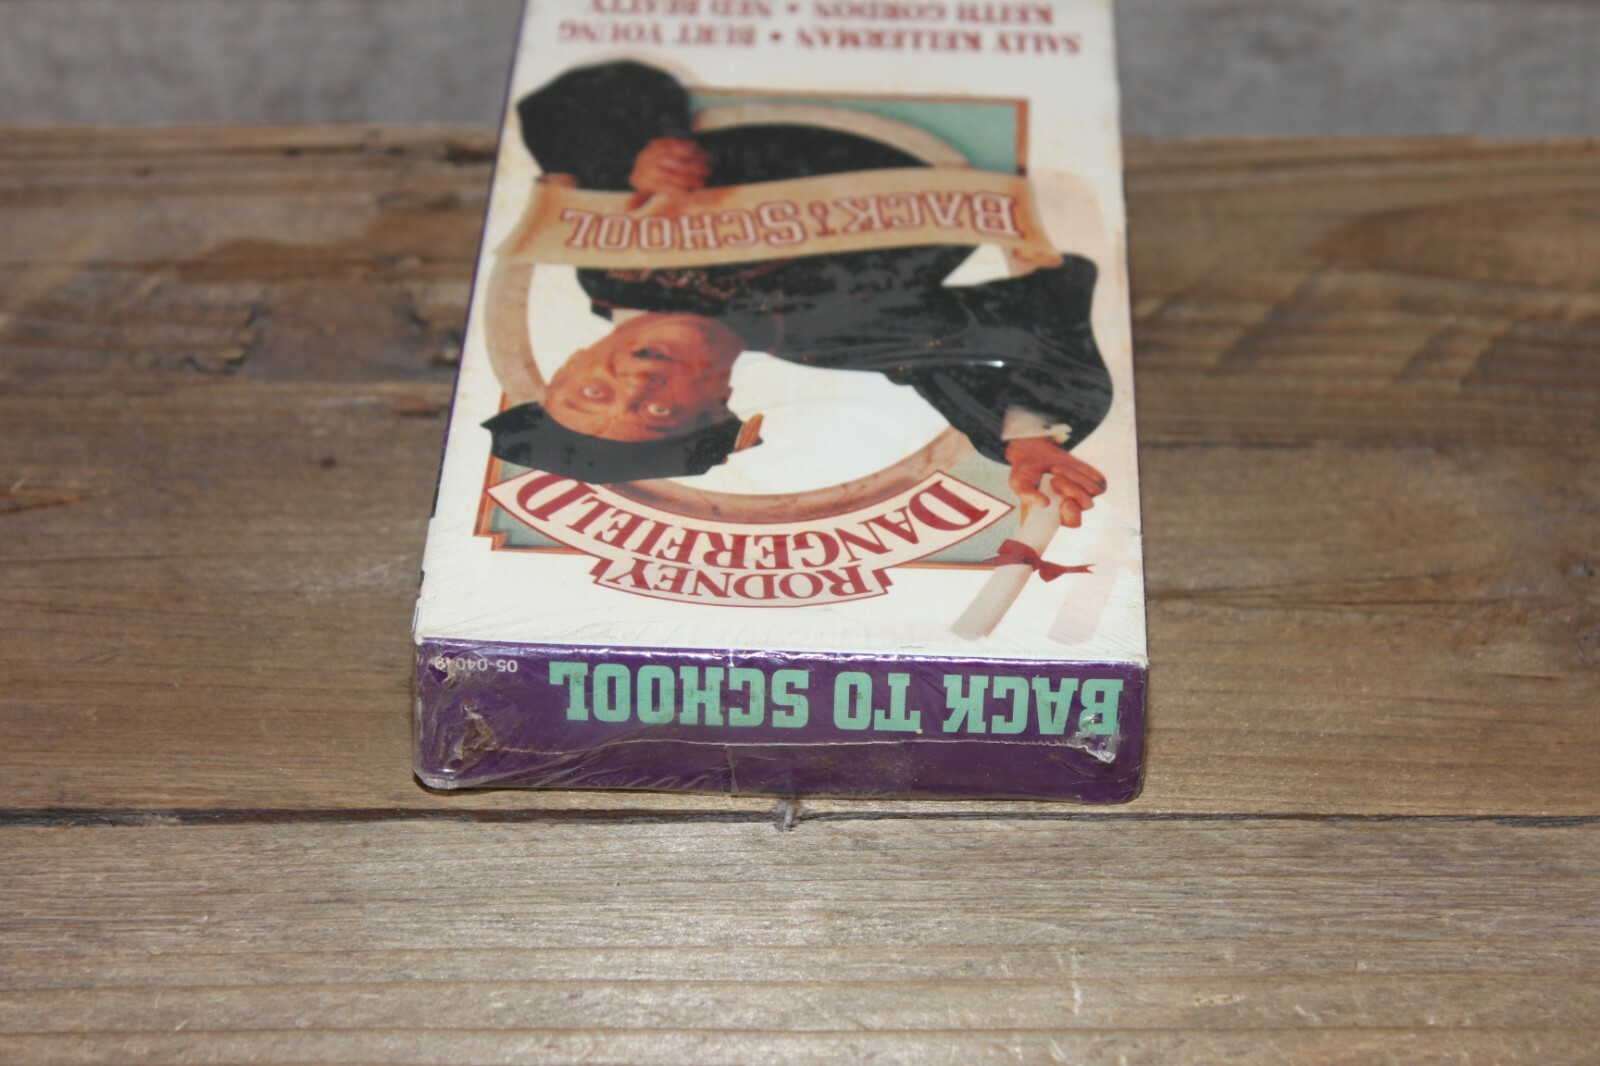 RODNEY
DANGERFIELD
BACK TO SCHOOL
SALLY KELLERMAN • BURT YOUNG
KEITH GORDON • NED BEATTY
BACK TO SCHOOL